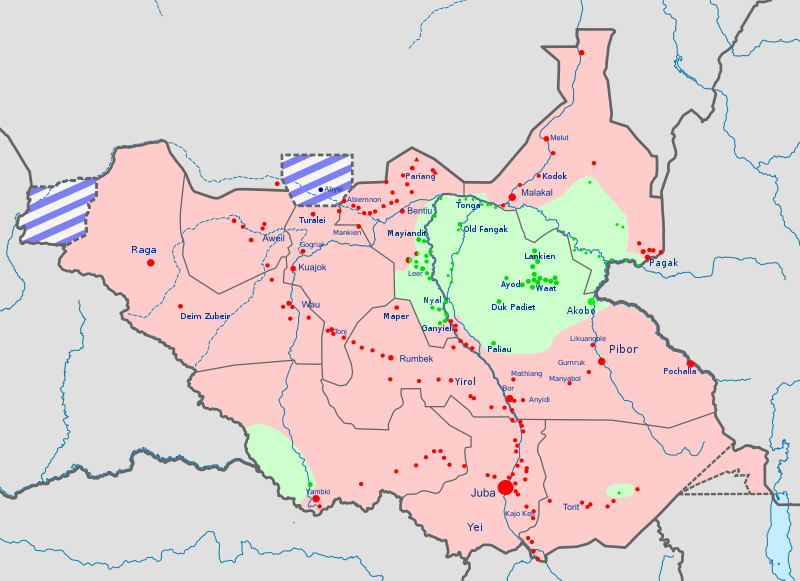 Melut
Pariang
Kodok
Abyei
Malakal
Abiemnon
Tonga
Bentiu
Turalei
Old Fangak
Mankien
Mayiandit
Aweil
Gogrial
Raga
Lankien
Pagak
Kuajok
Leer
Ayod
Waat
Nyal
Duk Padiet
Akobo
Wau
Deim Zubeir
Maper
Ganyiel
Toni
Likuangole
Paliau
Pibor
Rumbek
Gumruk
Pochalla
Mathiang
Manyabol
Yirol
Bor
Anyidi
Yambio
Juba
Torit
Kajo Keji
Yei